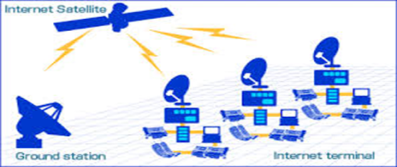 Internet Satellite
Ground station
Internet terminal